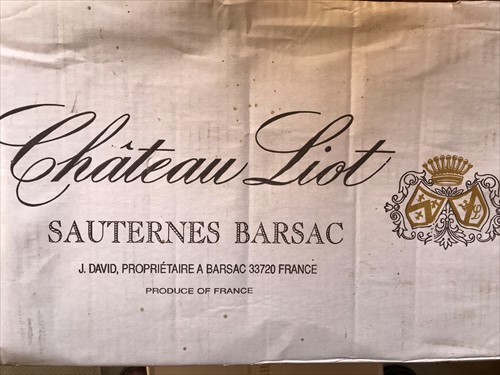 Château Liot
SAUTERNES BARSAC
J. DAVID, PROPRIÉTAIRE A BARSAC 33720 FRANCE
PRODUCE OF FRANCE